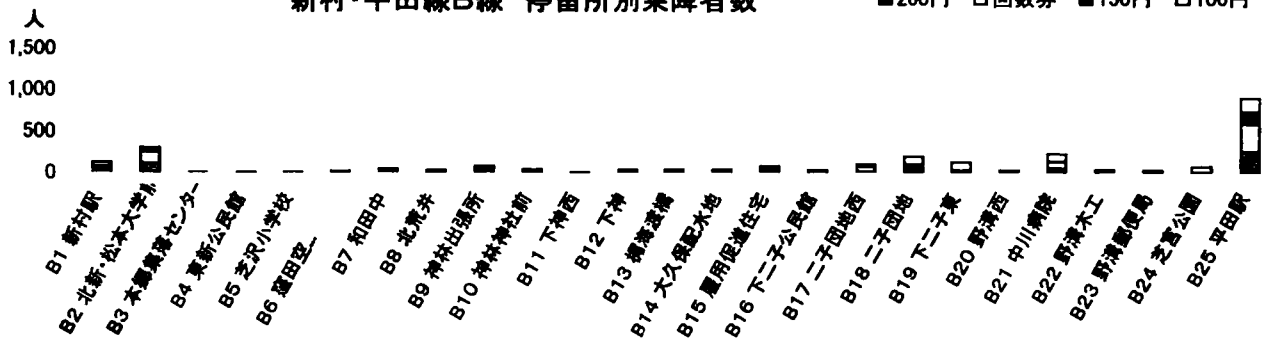 新村・平田線B線 停留所別乗降者数
■200円 □回数券 ■150円 □100円
人
1,500
1,000
500
0
B1 新村駅
B2 北新・松本大学前
B3 本郷集落センター
B4 東新公民館
B5 芝沢小学校
B6 窪田空...
B7 和田中
B8 北荒井
B9 神林出張所
B10 神林神社前
B11 下神西
B12 下神
B13 梶海渡橋
B14 大久保配水地
B15 雇用促進住宅
B16 下二子公民館
B17 二子団地西
B18 二子団地
B19 下二子東
B20 野溝西
B21 中川病院
B22 野溝木工
B23 野溝郵便局
B24 芝宮公園
B25 平田駅